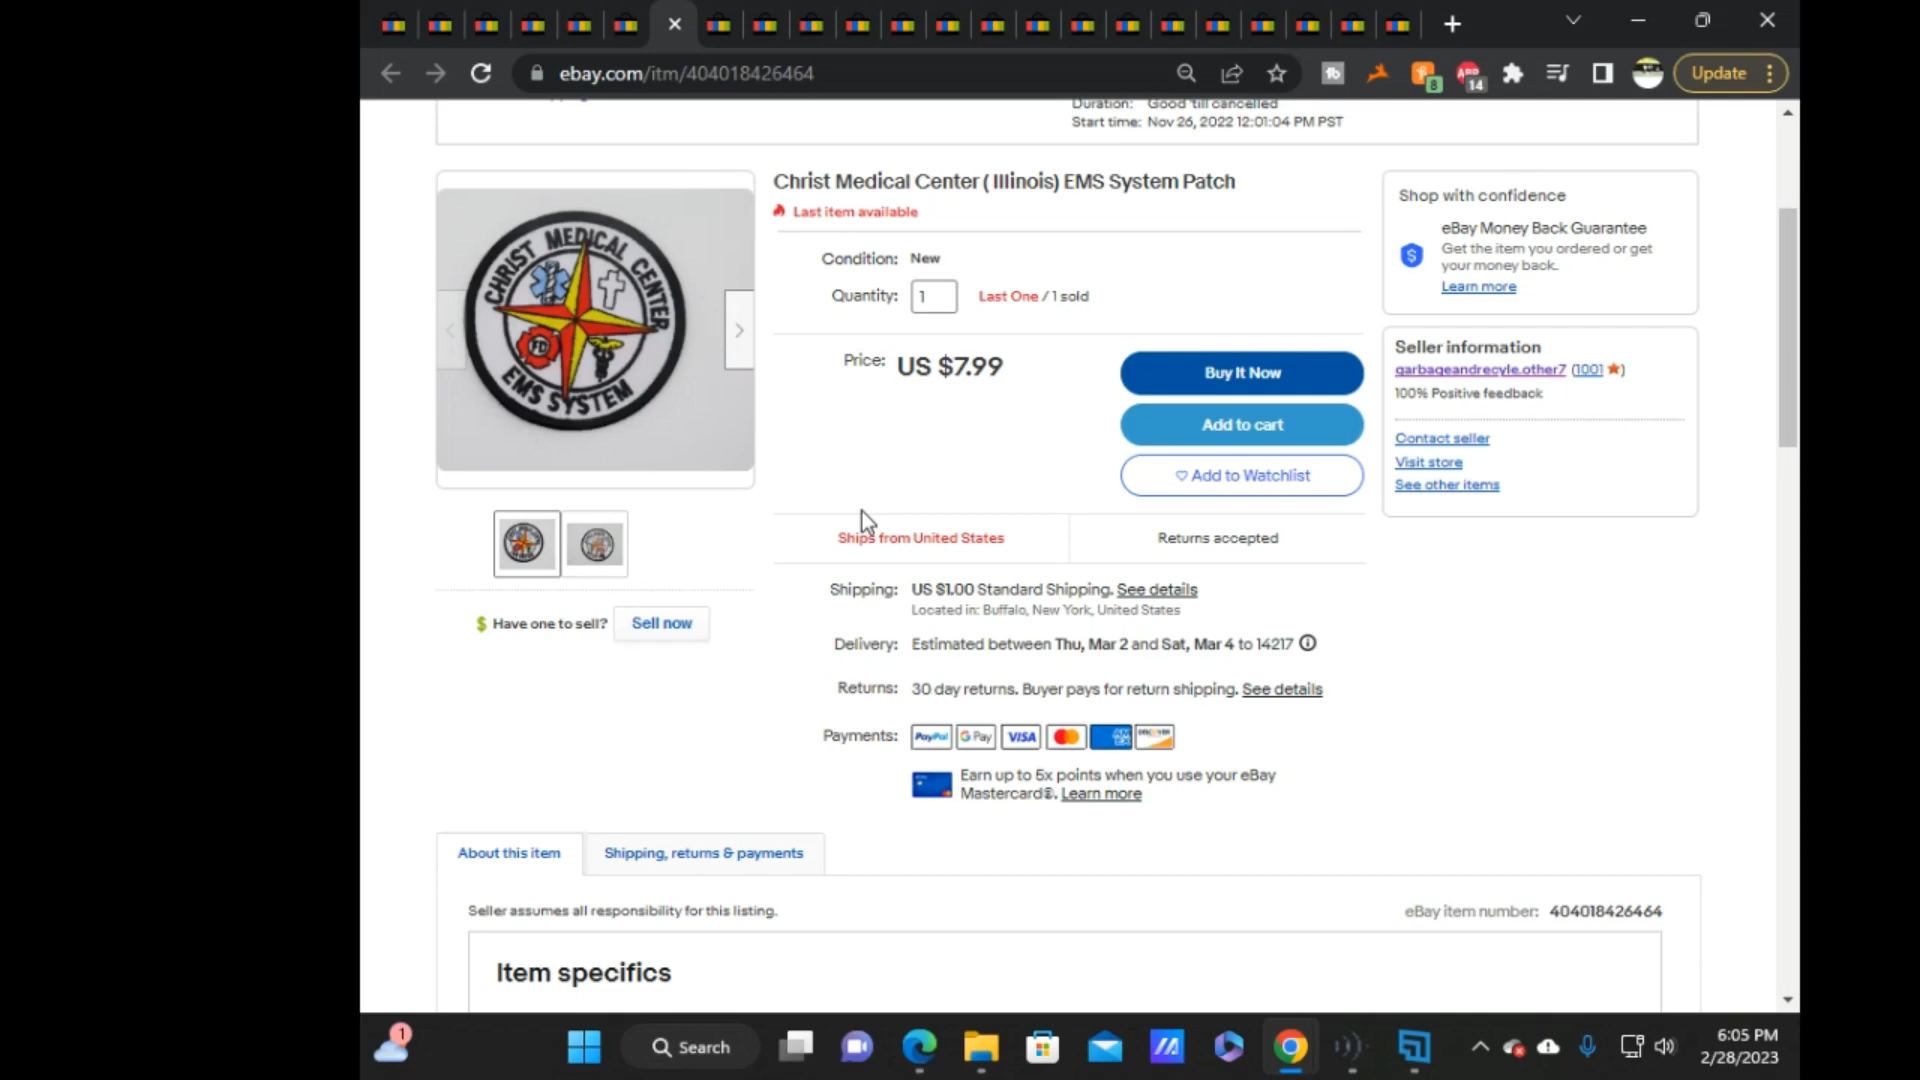 ebay.com/itm/404018426464
8
14
Update
Duration: Good 'till cancelled
Start time: Nov 26, 2022 12:01:04 PM PST
Christ Medical Center ( Illinois) EMS System Patch
Last item available
Condition: New
Quantity: 1 Last One / 1 sold
Price: US $7.99
Buy It Now
Add to cart
Add to Watchlist
CHRIST MEDICAL CENTER
FD
EMS SYSTEM
$ Have one to sell? Sell now
Ships from United States
Returns accepted
Shipping: US $1.00 Standard Shipping. See details
Located in: Buffalo, New York, United States
Delivery: Estimated between Thu, Mar 2 and Sat, Mar 4 to 14217
Returns: 30 day returns. Buyer pays for return shipping. See details
Payments: PayPal G Pay VISA DISCOVER
Earn up to 5x points when you use your eBay
Mastercard®. Learn more
Shop with confidence
eBay Money Back Guarantee
Get the item you ordered or get
your money back.
Learn more
Seller information
garbageandrecyle.other7 (1001)
100% Positive feedback
Contact seller
Visit store
See other items
About this item
Shipping, returns & payments
Seller assumes all responsibility for this listing.
eBay item number: 404018426464
Item specifics
1
Search
6:05 PM
2/28/2023